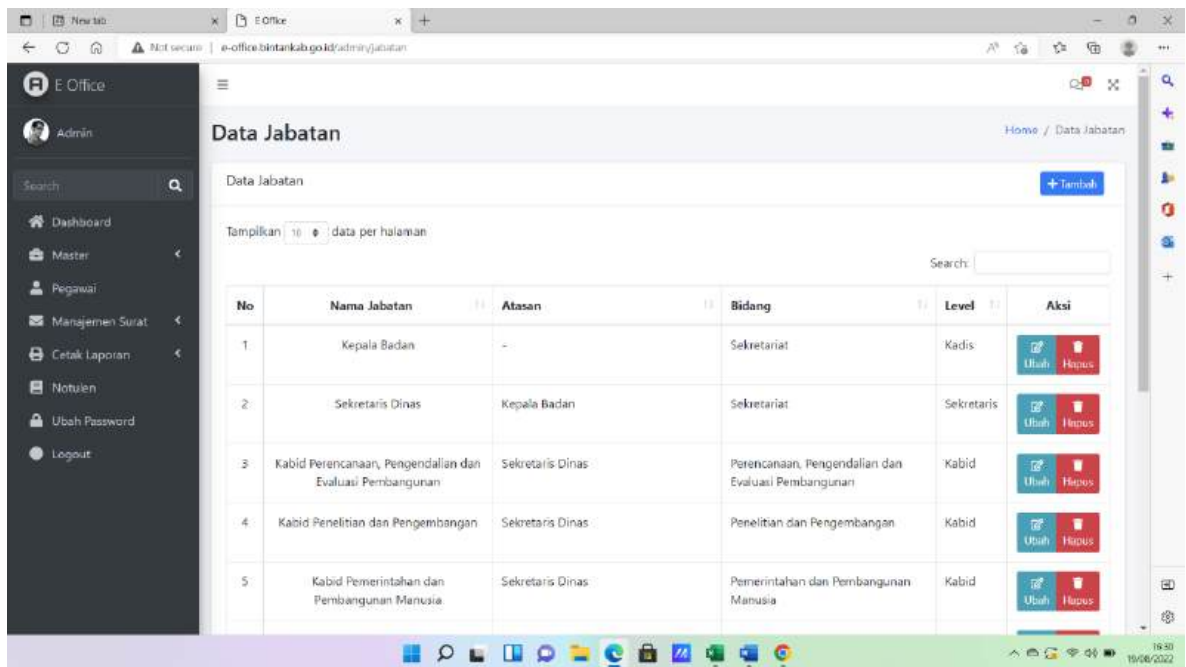 New tab
E Office
Not secure | e-office.bintankab.go.id/admin/jabatan
E Office
Admin
Search
Dashboard
Master
Pegawai
Manajemen Surat
Cetak Laporan
Notulen
Ubah Password
Logout
Data Jabatan
Home / Data Jabatan
Data Jabatan
+ Tambah
Tampilkan 10 data per halaman
Search:
No Nama Jabatan Atasan Bidang Level Aksi
1 Kepala Badan - Sekretariat Kadis Ubah Hapus
2 Sekretaris Dinas Kepala Badan Sekretariat Sekretaris Ubah Hapus
3 Kabid Perencanaan, Pengendalian dan Sekretaris Dinas Perencanaan, Pengendalian dan Kabid
Evaluasi Pembangunan Evaluasi Pembangunan Ubah Hapus
4 Kabid Penelitian dan Pengembangan Sekretaris Dinas Penelitian dan Pengembangan Kabid Ubah Hapus
5 Kabid Pemerintahan dan Sekretaris Dinas Pemerintahan dan Pembangunan Kabid
Pembangunan Manusia Manusia Ubah Hapus
16:30
19/08/2022